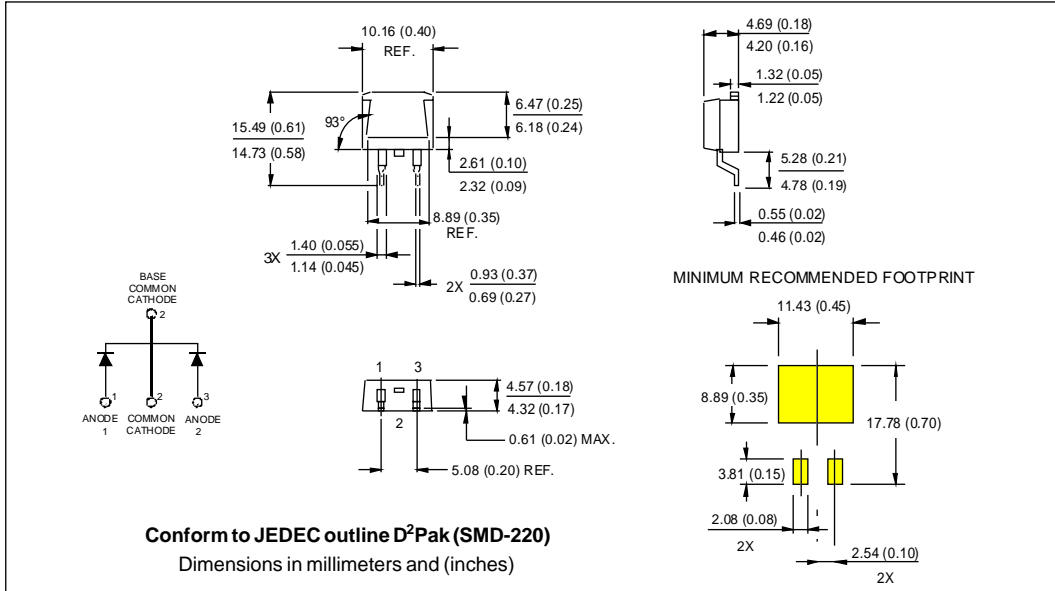 10.16 (0.40)
REF.
15.49 (0.61)
14.73 (0.58)
93°
6.47 (0.25)
6.18 (0.24)
2.61 (0.10)
2.32 (0.09)
8.89 (0.35)
REF.
3X
1.40 (0.055)
1.14 (0.045)
2X
0.93 (0.37)
0.69 (0.27)
4.69 (0.18)
4.20 (0.16)
1.32 (0.05)
1.22 (0.05)
5.28 (0.21)
4.78 (0.19)
0.55 (0.02)
0.46 (0.02)
BASE
COMMON
CATHODE
2
1
2
3
ANODE
1
COMMON
CATHODE
ANODE
2
1 3
2
4.57 (0.18)
4.32 (0.17)
0.61 (0.02) MAX.
5.08 (0.20) REF.
MINIMUM RECOMMENDED FOOTPRINT
11.43 (0.45)
8.89 (0.35)
17.78 (0.70)
3.81 (0.15)
2.08 (0.08)
2X
2.54 (0.10)
2X
Conform to JEDEC outline D²Pak (SMD-220)
Dimensions in millimeters and (inches)